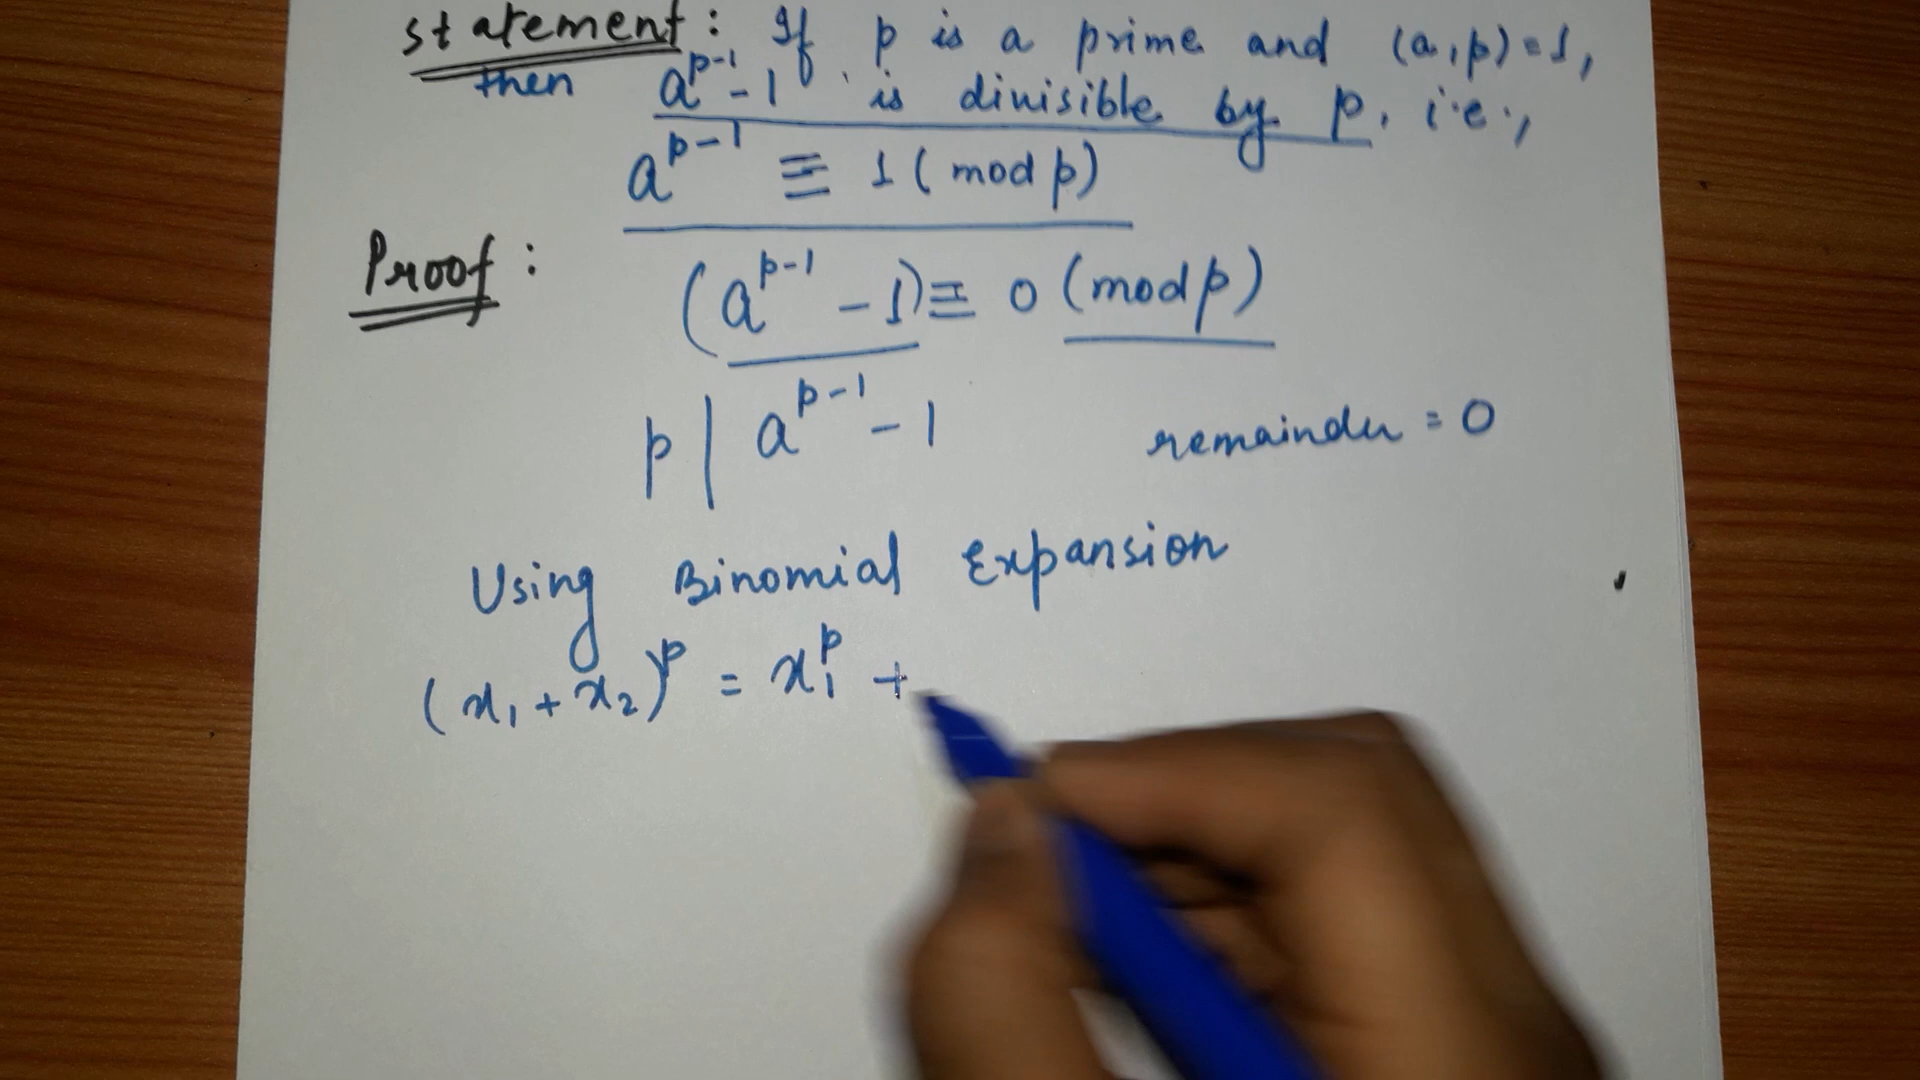 statement: If p is a prime and (a,p)=1,
then a^{p-1} - 1 is divisible by p, i.e.,
a^{p-1} ≡ 1 (mod p)
Proof:
(a^{p-1} - 1) ≡ 0 (mod p)
p | a^{p-1} - 1 remainder = 0
Using Binomial Expansion
(x₁ + x₂)^p = x₁^p +